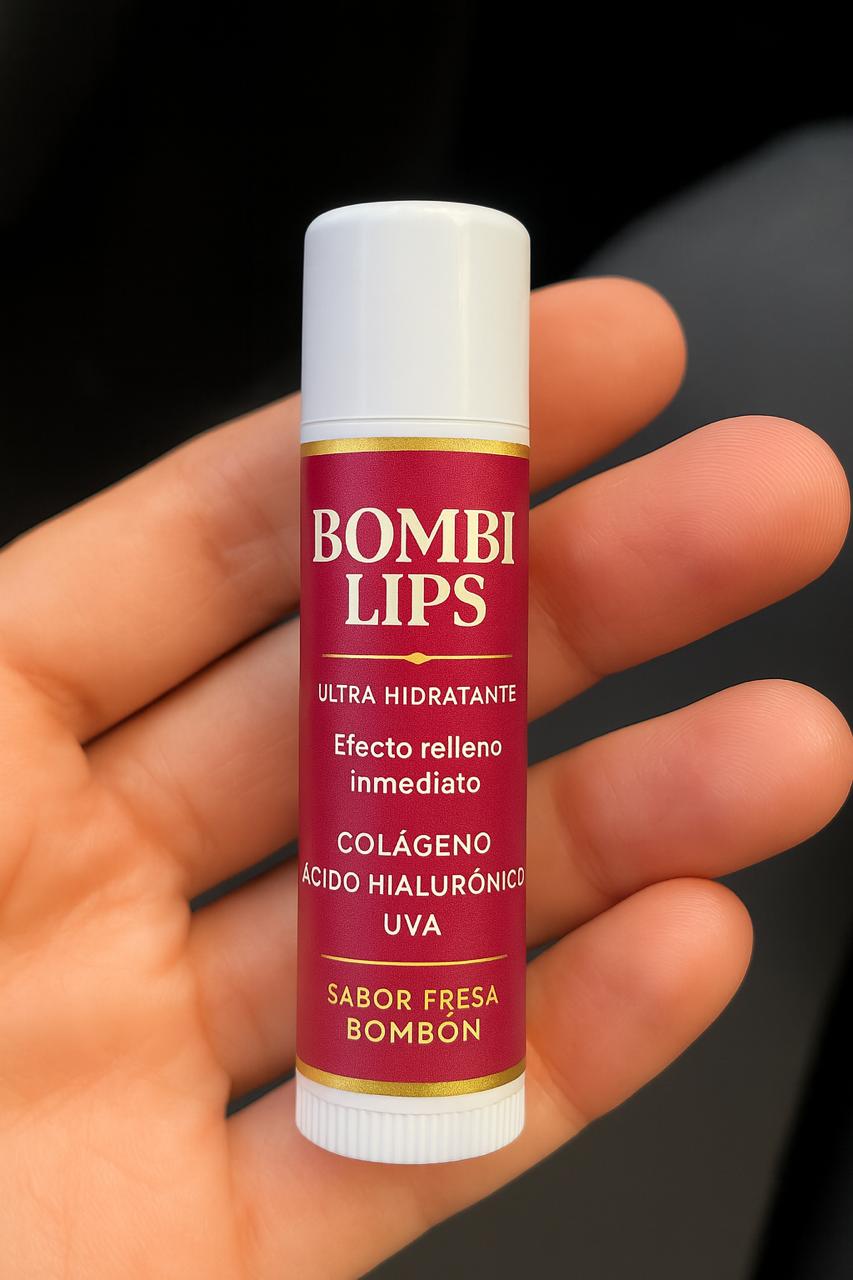 BOMBI
LIPS
ULTRA HIDRATANTE
Efecto relleno
inmediato
COLÁGENO
ÁCIDO HIALURÓNICO
UVA
SABOR FRESA
BOMBÓN